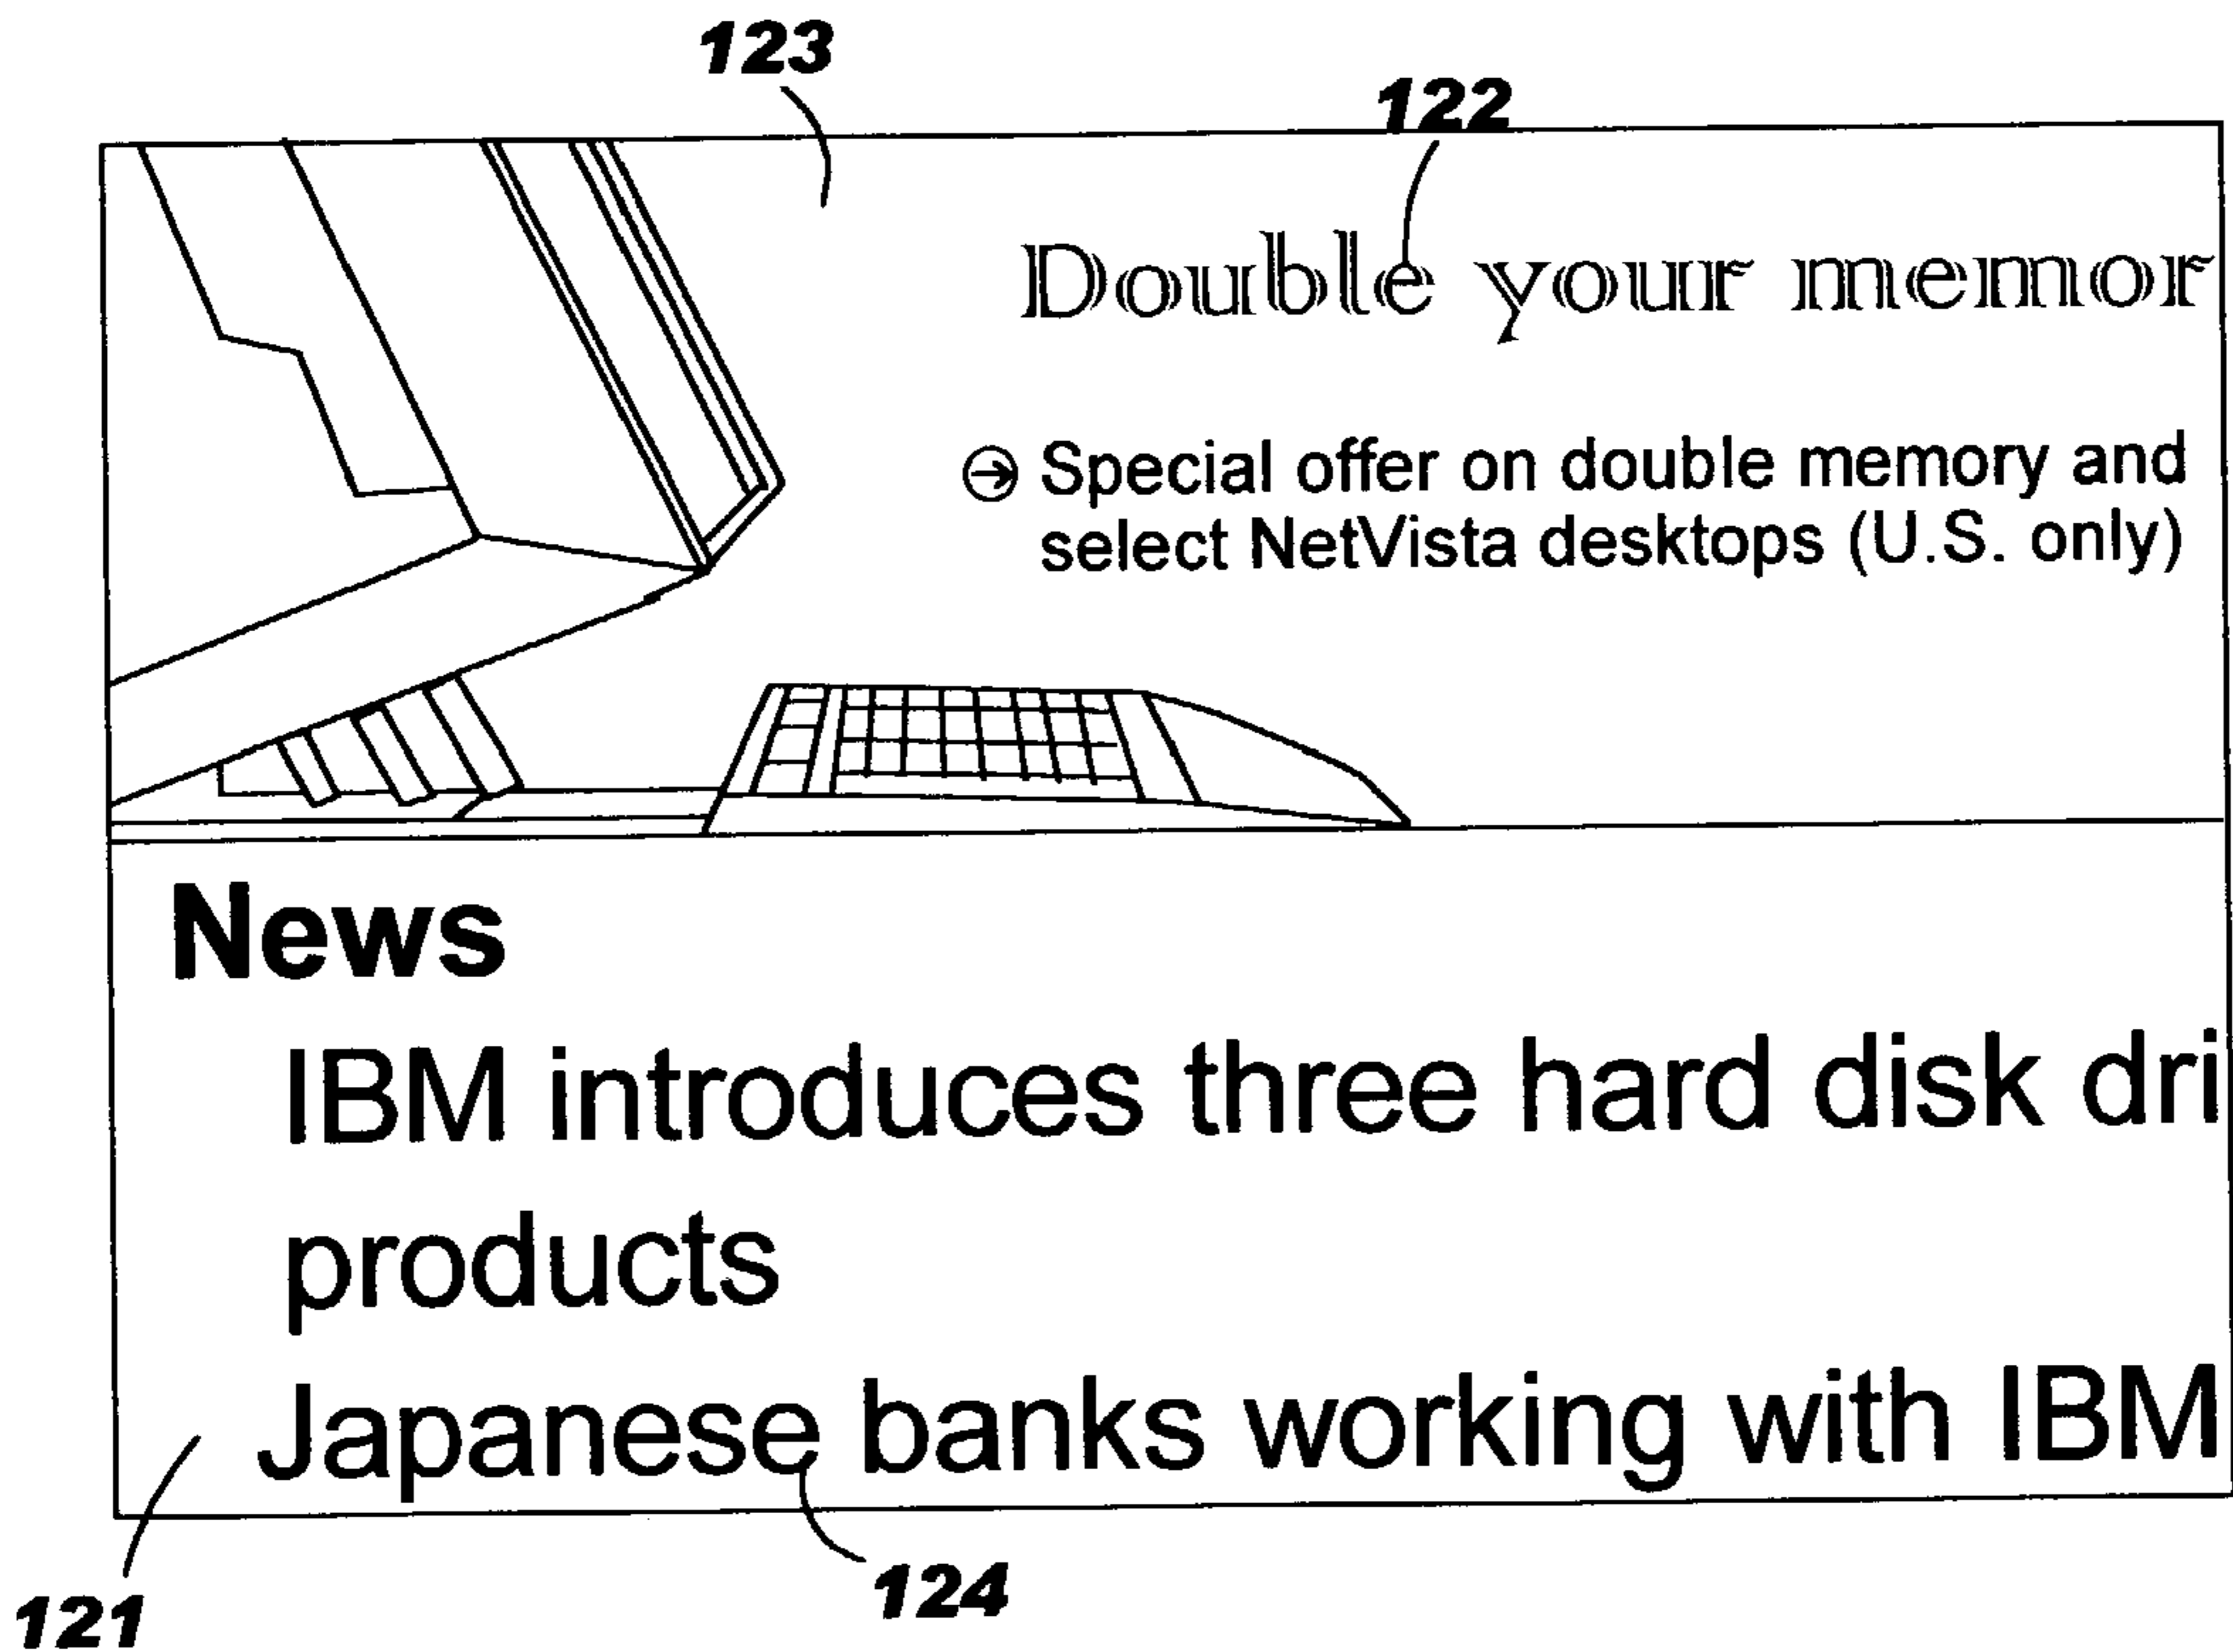 123
122
Double your memor
Special offer on double memory and
select NetVista desktops (U.S. only)
News
IBM introduces three hard disk dri
products
Japanese banks working with IBM
121
124